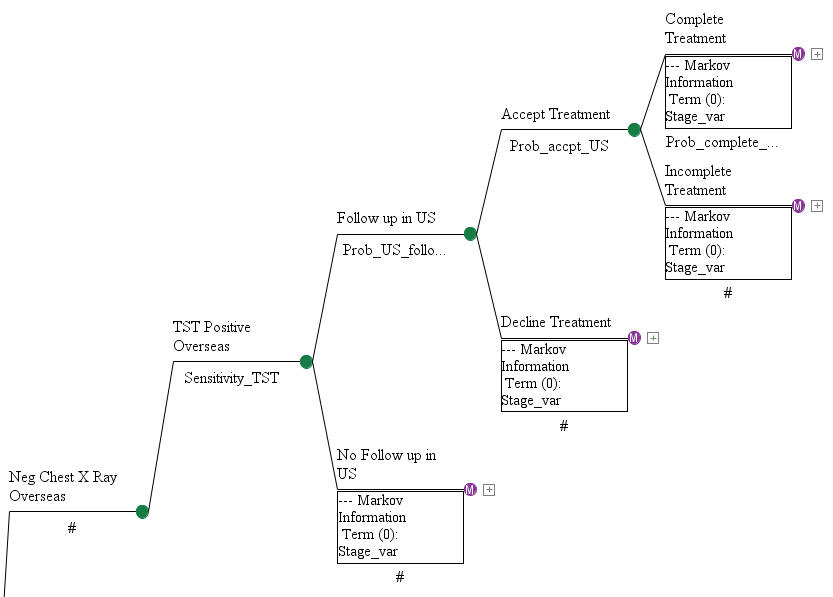 Complete
Treatment
M
--- Markov
Information
Term (0):
Stage_var
Prob_complete_...
Incomplete
Treatment
M
--- Markov
Information
Term (0):
Stage_var
#
Accept Treatment
Prob_accpt_US
Follow up in US
Prob_US_follo...
Decline Treatment
M
--- Markov
Information
Term (0):
Stage_var
#
TST Positive
Overseas
Sensitivity_TST
No Follow up in
US
M
--- Markov
Information
Term (0):
Stage_var
#
Neg Chest X Ray
Overseas
#